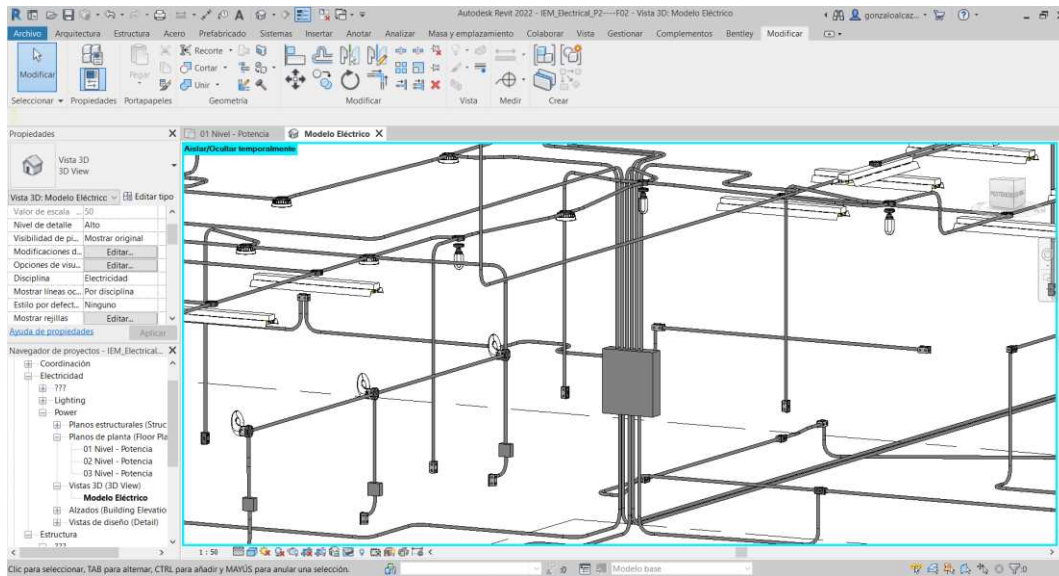 Autodesk Revit 2022 - IEM_Electrical_P2----F02 - Vista 3D: Modelo Eléctrico
gonzaloalcaz...
Archivo Arquitectura Estructura Acero Prefabricado Sistemas Insertar Anotar Analizar Masa y emplazamiento Colaborar Vista Gestionar Complementos Bentley Modificar
Modificar
Pegar
Recorte
Cortar
Unir
Seleccionar Propiedades Portapapeles Geometría Modificar Vista Medir Crear
Propiedades X
01 Nivel - Potencia
Modelo Eléctrico X
Aislar/Ocultar temporalmente
Vista 3D
3D View
Vista 3D: Modelo Eléctricc
Editar tipo
Valor de escala ... 50
Nivel de detalle Alto
Visibilidad de pi... Mostrar original
Modificaciones d... Editar...
Opciones de visu... Editar...
Disciplina Electricidad
Mostrar líneas oc... Por disciplina
Estilo por defect... Ninguno
Mostrar rejillas Editar...
Ayuda de propiedades Aplicar
Navegador de proyectos - IEM_Electrical... X
Coordinación
Electricidad
???
Lighting
Power
Planos estructurales (Struc
Planos de planta (Floor Pla
01 Nivel - Potencia
02 Nivel - Potencia
03 Nivel - Potencia
Vistas 3D (3D View)
Modelo Eléctrico
Alzados (Building Elevatio
Vistas de diseño (Detail)
Estructura
???
1 : 50
Clic para seleccionar, TAB para alternar, CTRL para añadir y MAYÚS para anular una selección.
:0
Modelo base
:0